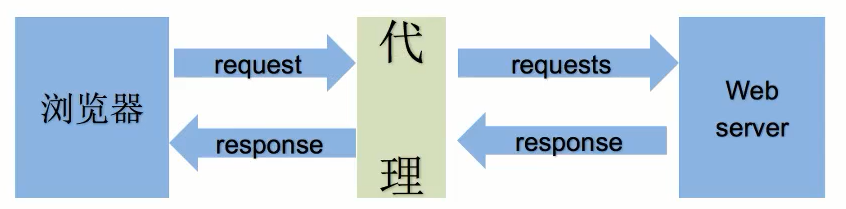 浏览器
request
response
代
理
requests
response
Web
server